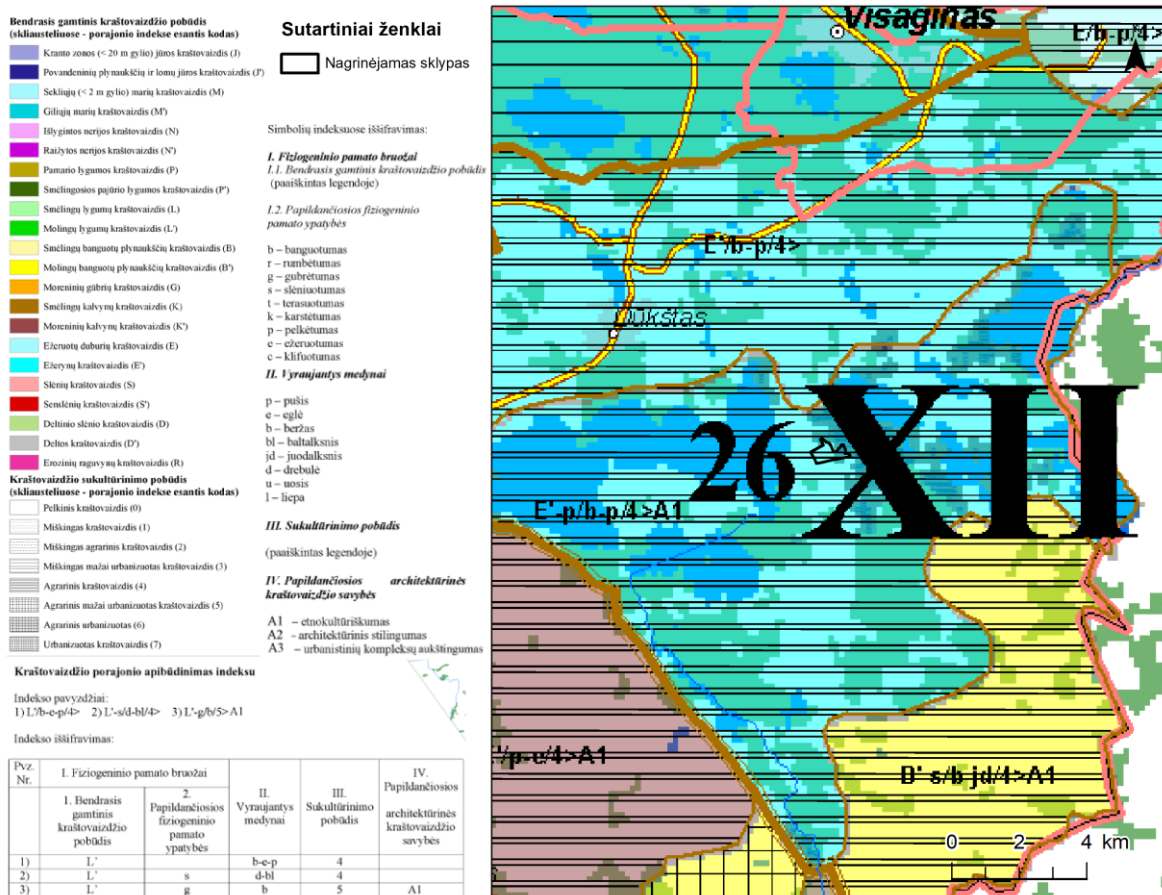 Bendrasis gamtinis kraštovaizdžio pobūdis
(skliausteliuose - porajonio indekse esantis kodas)
Kranto zonos (< 20 m gylio) jūros kraštovaizdis (J)
Povandeninių plynaukščių ir lomų jūros kraštovaizdis (J')
Sekliųjų (< 2 m gylio) marių kraštovaizdis (M)
Giliųjų marių kraštovaizdis (M')
Išlygintos nerijos kraštovaizdis (N)
Raižytos nerijos kraštovaizdis (N')
Pamario lygumos kraštovaizdis (P)
Smėlingosios pajūrio lygumos kraštovaizdis (P')
Smėlingų lygumų kraštovaizdis (L)
Molingų lygumų kraštovaizdis (L')
Smėlingų banguotų plynaukščių kraštovaizdis (B)
Molingų banguotų plynaukščių kraštovaizdis (B')
Moreninių gūbrių kraštovaizdis (G)
Smėlingų kalvynų kraštovaizdis (K)
Moreninių kalvynų kraštovaizdis (K')
Ežeruotų duburių kraštovaizdis (E)
Ežerynų kraštovaizdis (E')
Slėnių kraštovaizdis (S)
Senslėnių kraštovaizdis (S')
Deltinio slėnio kraštovaizdis (D)
Deltos kraštovaizdis (D')
Erozinių raguvynų kraštovaizdis (R)
Kraštovaizdžio sukultūrinimo pobūdis
(skliausteliuose - porajonio indekse esantis kodas)
Pelkinis kraštovaizdis (0)
Miškingas kraštovaizdis (1)
Miškingas agrarinis kraštovaizdis (2)
Miškingas mažai urbanizuotas kraštovaizdis (3)
Agrarinis kraštovaizdis (4)
Agrarinis mažai urbanizuotas kraštovaizdis (5)
Agrarinis urbanizuotas (6)
Urbanizuotas kraštovaizdis (7)
Sutartiniai ženklai
Nagrinėjamas sklypas
Simbolių indeksuose iššifravimas:
I. Fiziogeninio pamato bruožai
I.1. Bendrasis gamtinis kraštovaizdžio pobūdis
(paaiškintas legendoje)
I.2. Papildančiosios fiziogeninio
pamato ypatybės
b – banguotumas
r – rumbėtumas
g – gubrėtumas
s – slėniuotumas
t – terasuotumas
k – karstėtumas
p – pelkėtumas
e – ežeruotumas
c – klifuotumas
II. Vyraujantys medynai
p – pušis
e – eglė
b – beržas
bl – baltalksnis
jd – juodalksnis
d – drebulė
u – uosis
l – liepa
III. Sukultūrinimo pobūdis
(paaiškintas legendoje)
IV. Papildančiosios architektūrinės
kraštovaizdžio savybės
A1 – etnokultūriškumas
A2 - architektūrinis stilingumas
A3 – urbanistinių kompleksų aukštingumas
Kraštovaizdžio porajonio apibūdinimas indeksu
Indekso pavyzdžiai:
1) L'/b-e-p/4> 2) L'-s/d-bl/4> 3) L'-g/b/5>A1
Indekso iššifravimas:
Pvz. Nr. I. Fiziogeninio pamato bruožai II. Vyraujantys medynai III. Sukultūrinimo pobūdis IV. Papildančiosios architektūrinės kraštovaizdžio savybės
1. Bendrasis gamtinis kraštovaizdžio pobūdis 2. Papildančiosios fiziogeninio pamato ypatybės
1) L' b-e-p 4
2) L' s d-bl 4
3) L' g b 5 A1
Visaginas
E/b-p/4>
E'/b-p/4>
Dūkštas
26 XII
E'-p/b-p/4>A1
'/p-e/4>A1
D'-s/b-jd/4>A1
0 2 4 km